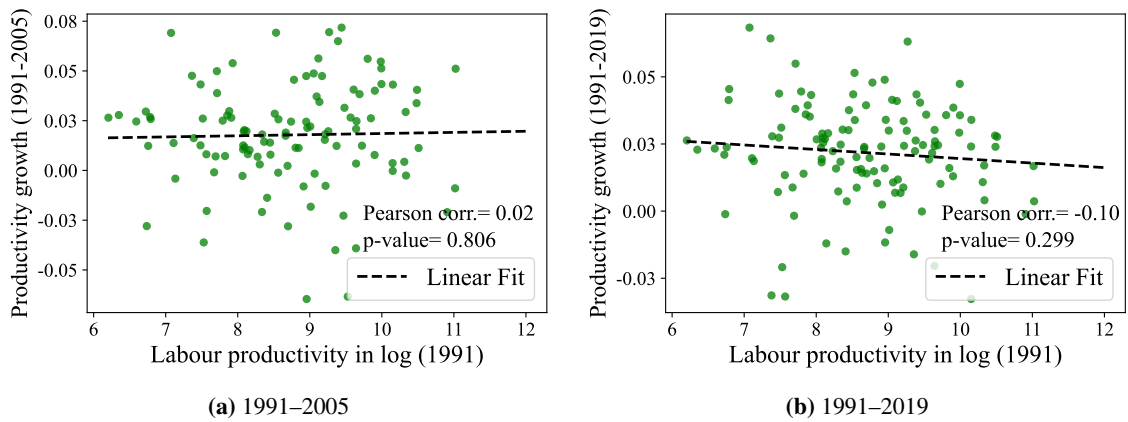 Productivity growth (1991-2005)
0.08
0.05
0.03
0.00
-0.03
-0.05
Pearson corr.= 0.02
p-value= 0.806
Linear Fit
6 7 8 9 10 11 12
Labour productivity in log (1991)
(a) 1991–2005
Productivity growth (1991-2019)
0.05
0.03
0.00
-0.03
Pearson corr.= -0.10
p-value= 0.299
Linear Fit
6 7 8 9 10 11 12
Labour productivity in log (1991)
(b) 1991–2019